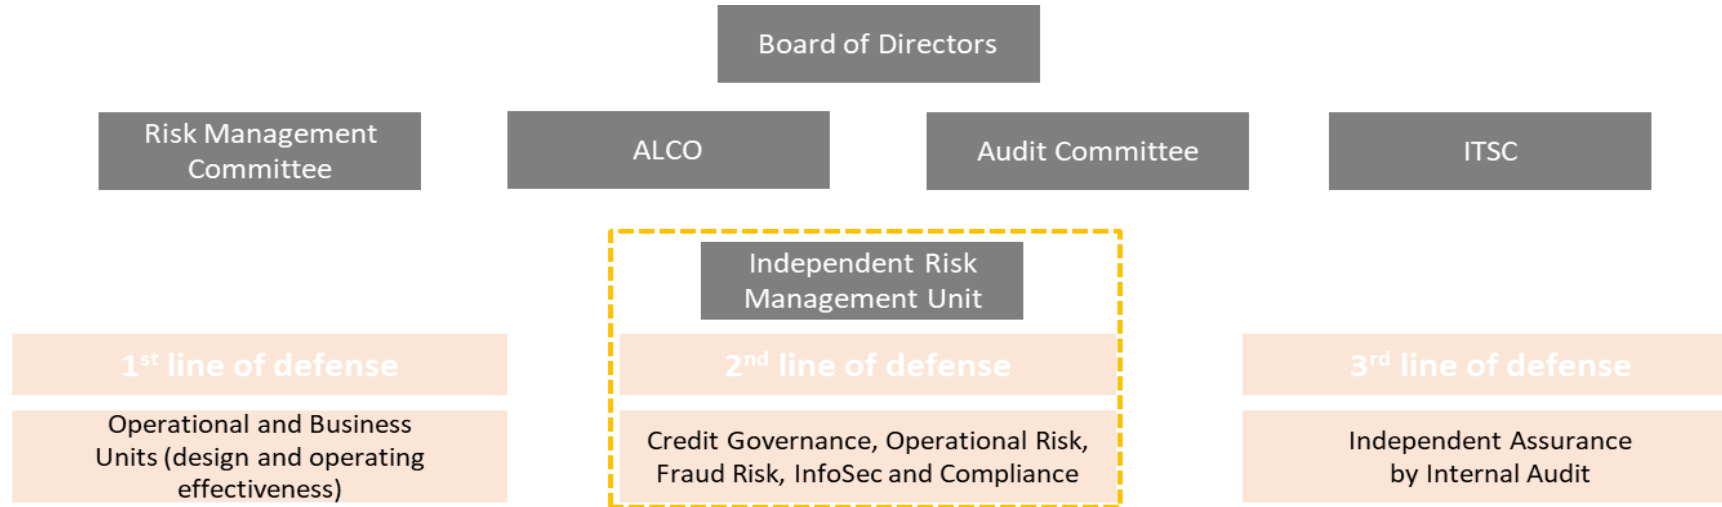 Board of Directors
Risk Management
Committee
ALCO
Audit Committee
ITSC
Independent Risk
Management Unit
1st line of defense
2nd line of defense
3rd line of defense
Operational and Business
Units (design and operating
effectiveness)
Credit Governance, Operational Risk,
Fraud Risk, InfoSec and Compliance
Independent Assurance
by Internal Audit